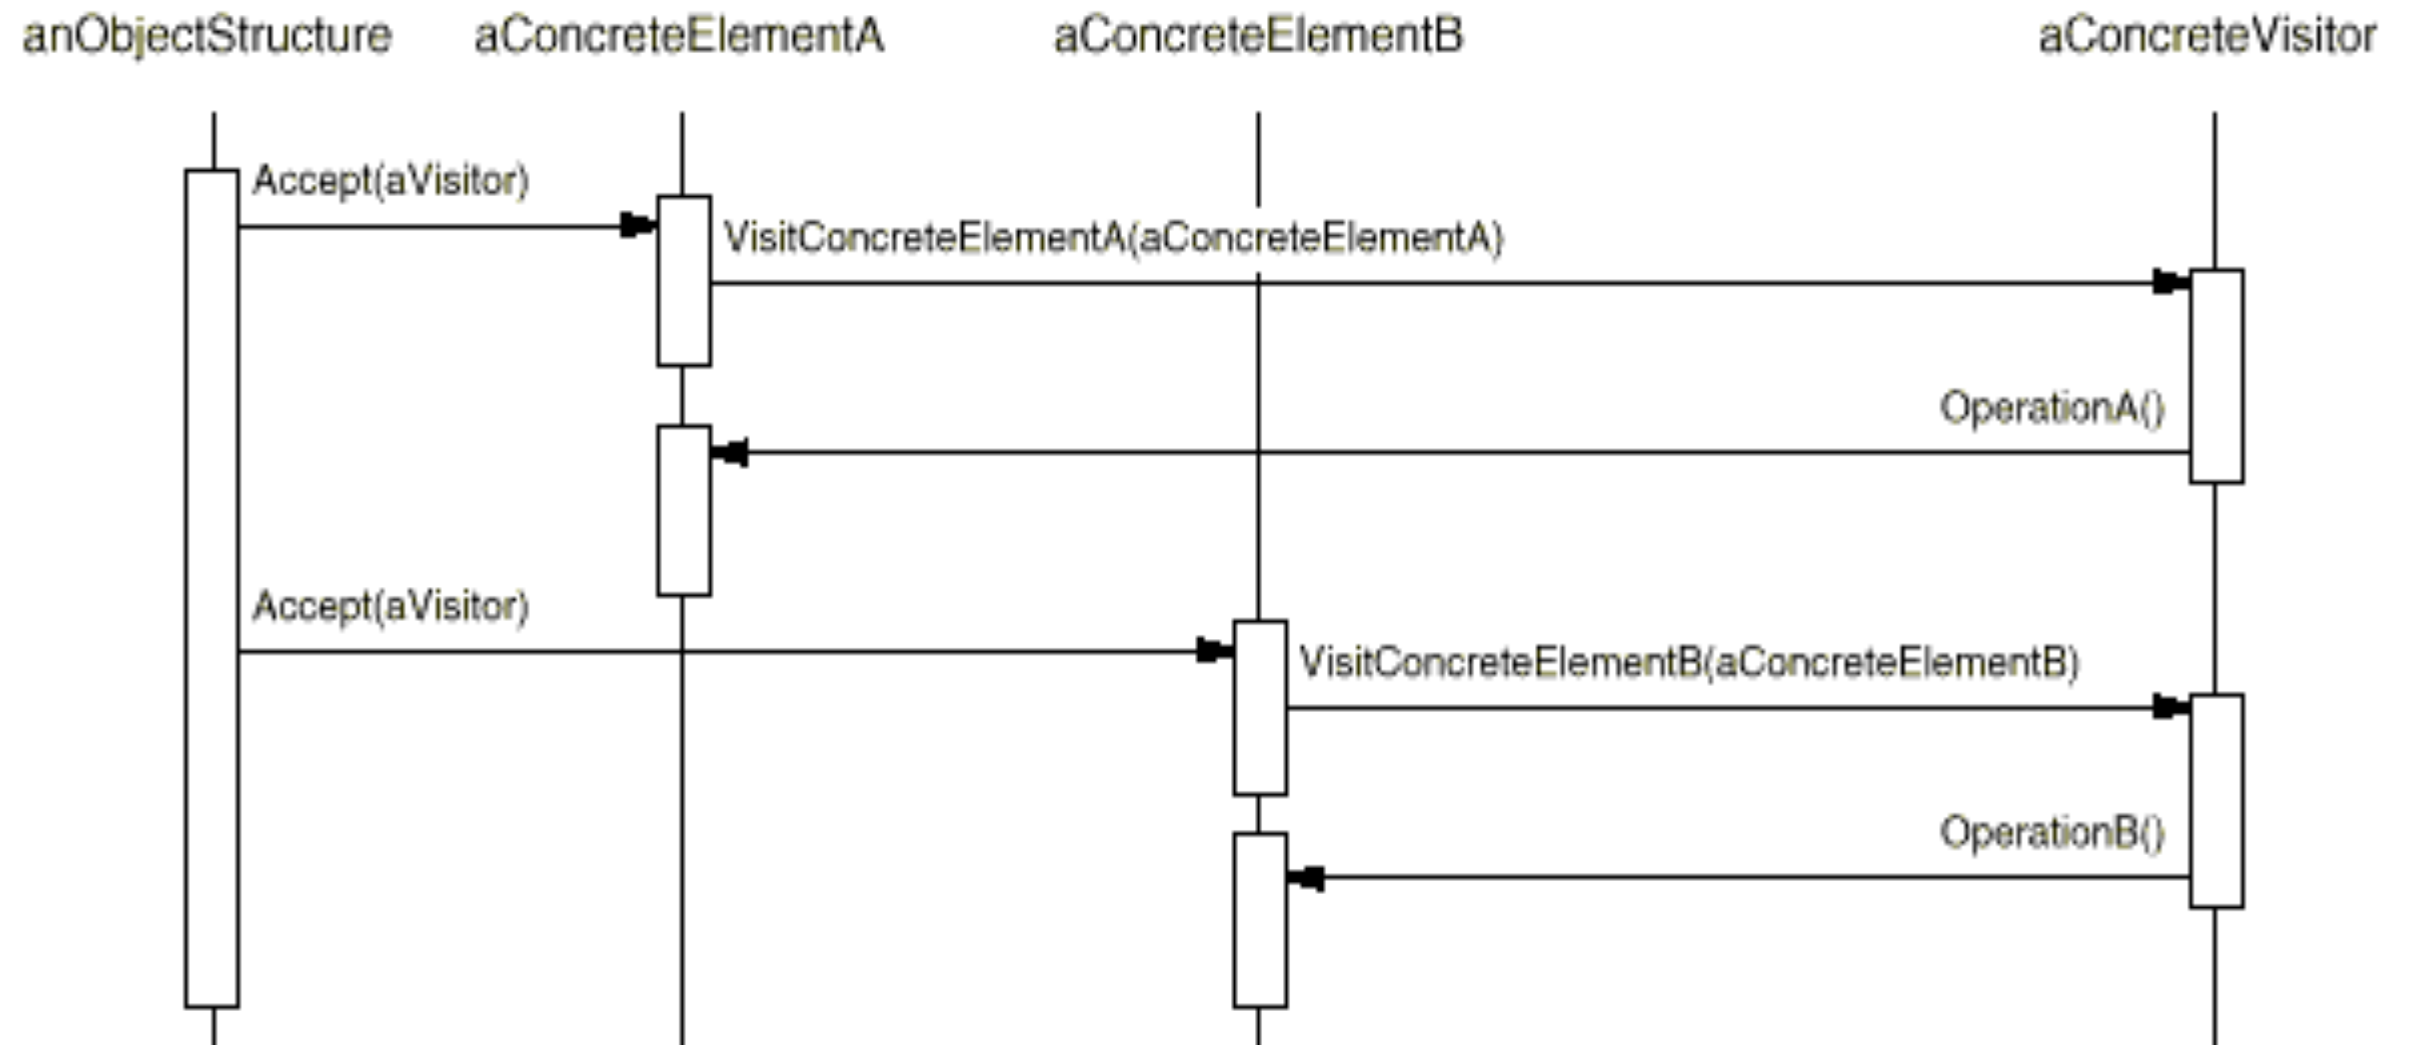 anObjectStructure aConcreteElementA aConcreteElementB aConcreteVisitor
Accept(aVisitor)
VisitConcreteElementA(aConcreteElementA)
OperationA()
Accept(aVisitor)
VisitConcreteElementB(aConcreteElementB)
OperationB()